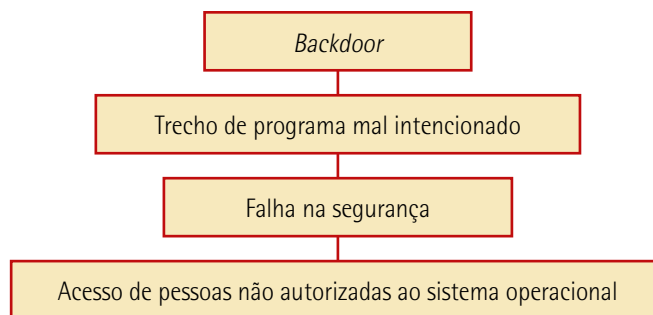 Backdoor
Trecho de programa mal intencionado
Falha na segurança
Acesso de pessoas não autorizadas ao sistema operacional